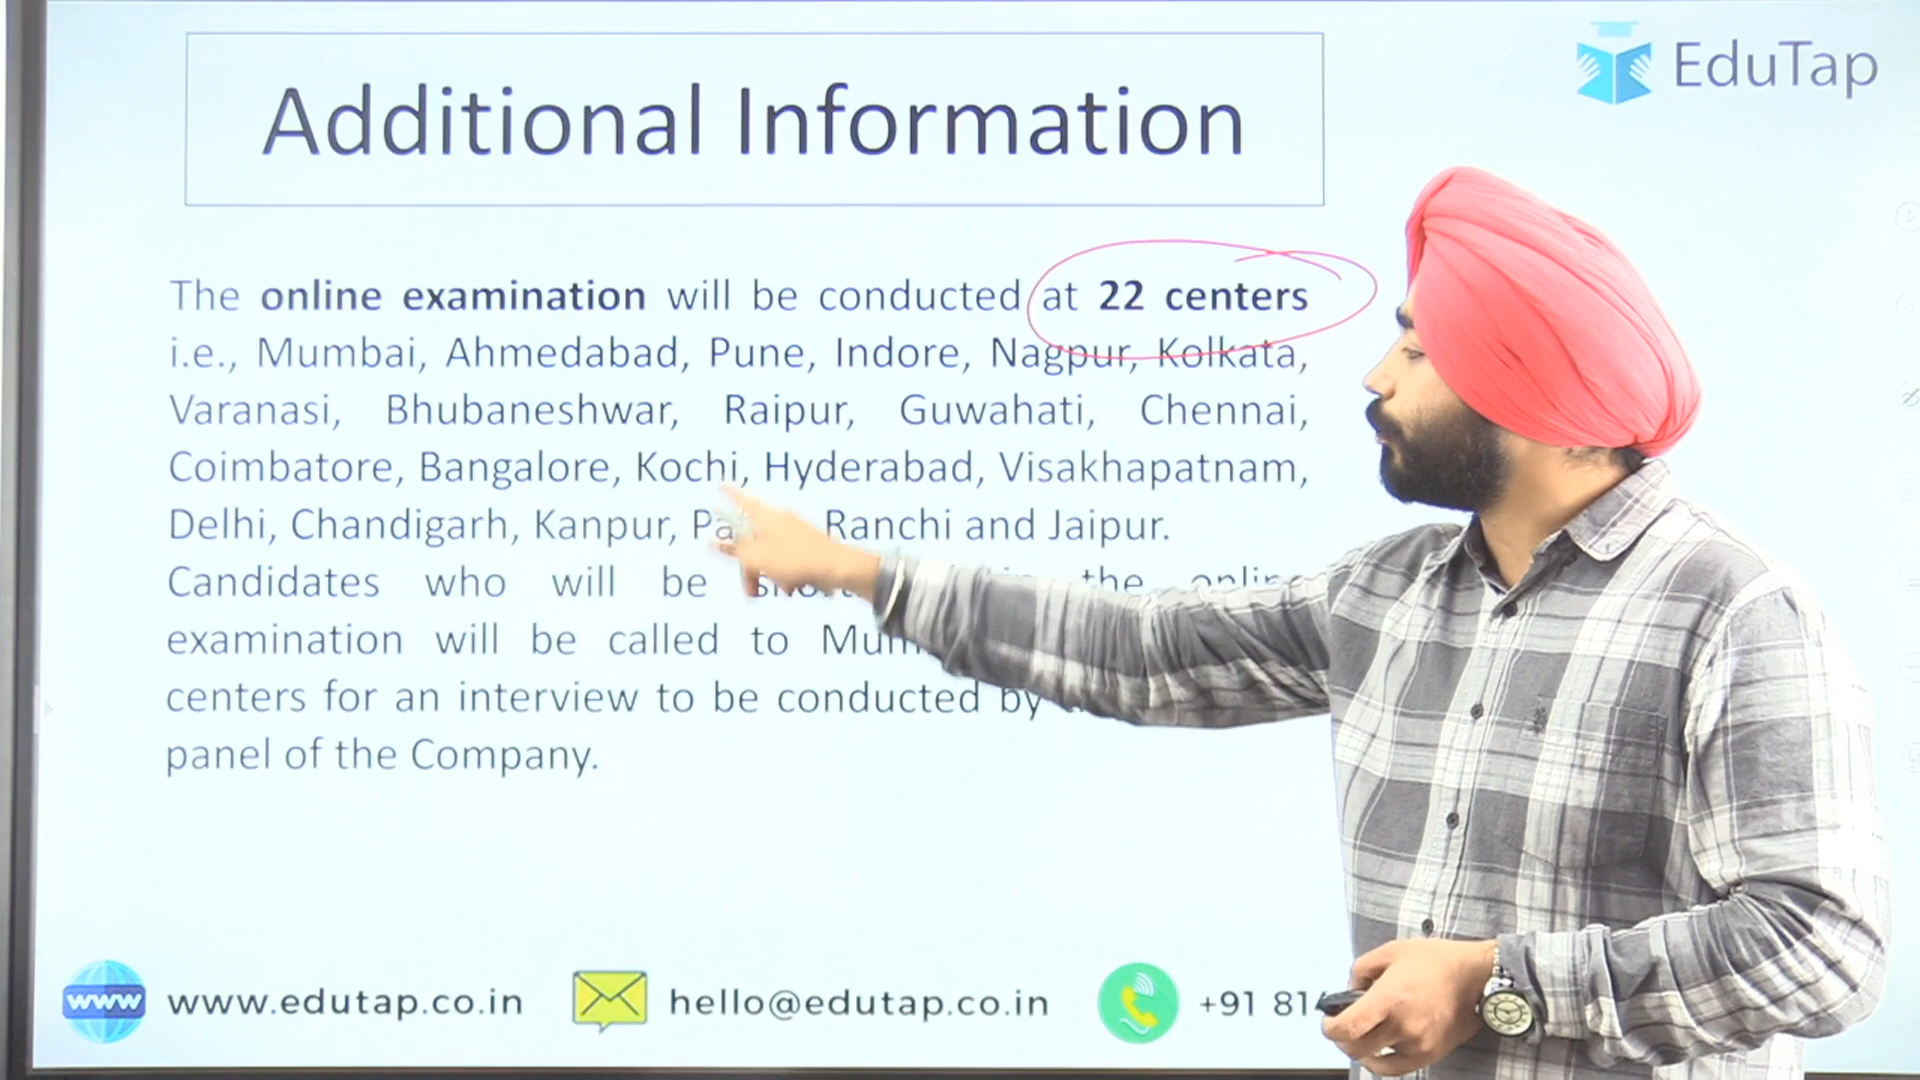 Additional Information
EduTap
The online examination will be conducted at 22 centers
i.e., Mumbai, Ahmedabad, Pune, Indore, Nagpur, Kolkata,
Varanasi, Bhubaneshwar, Raipur, Guwahati, Chennai,
Coimbatore, Bangalore, Kochi, Hyderabad, Visakhapatnam,
Delhi, Chandigarh, Kanpur, Ranchi and Jaipur.
Candidates who will be the
examination will be called to
centers for an interview to be conducted by
panel of the Company.
www www.edutap.co.in hello@edutap.co.in +91 81